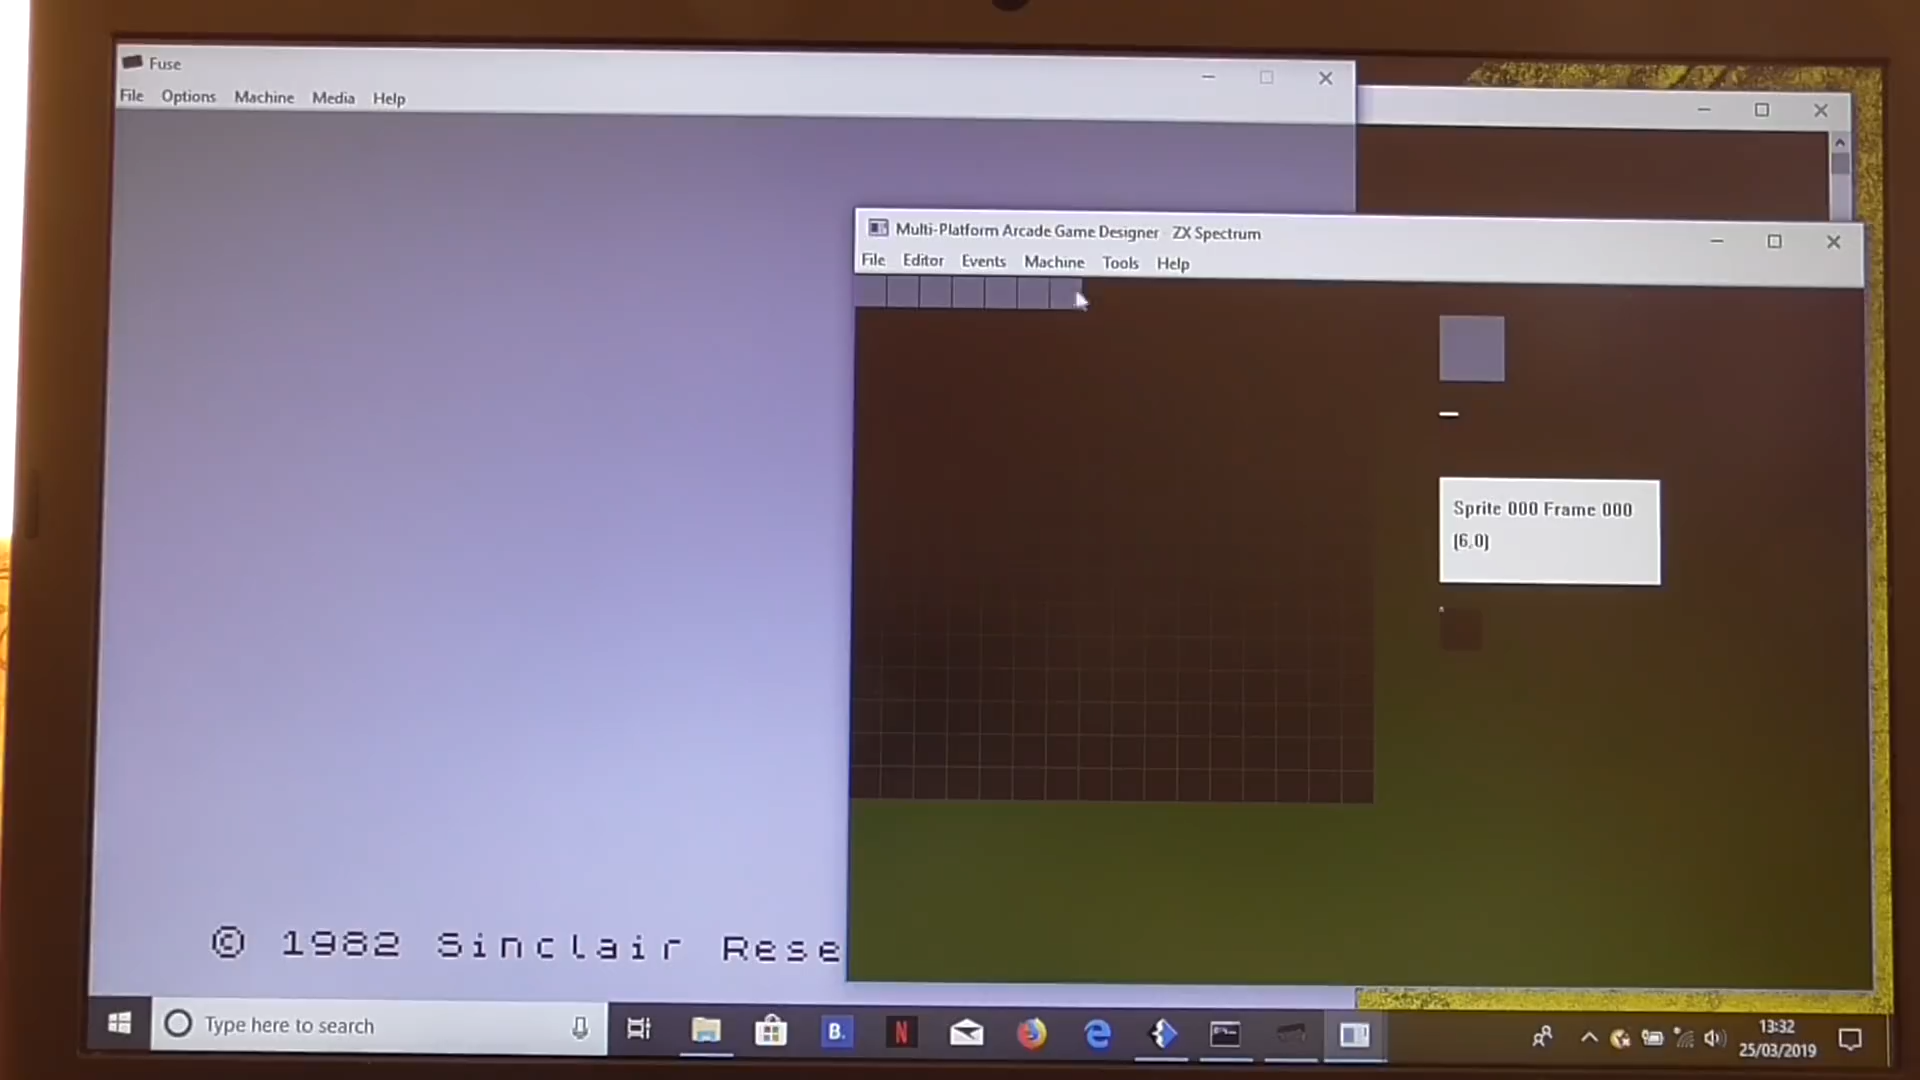 Fuse
File Options Machine Media Help
Multi-Platform Arcade Game Designer ZX Spectrum
File Editor Events Machine Tools Help
Sprite 000 Frame 000
(6,0)
© 1982 Sinclair Rese
Type here to search
B.
N
13:32
25/03/2019